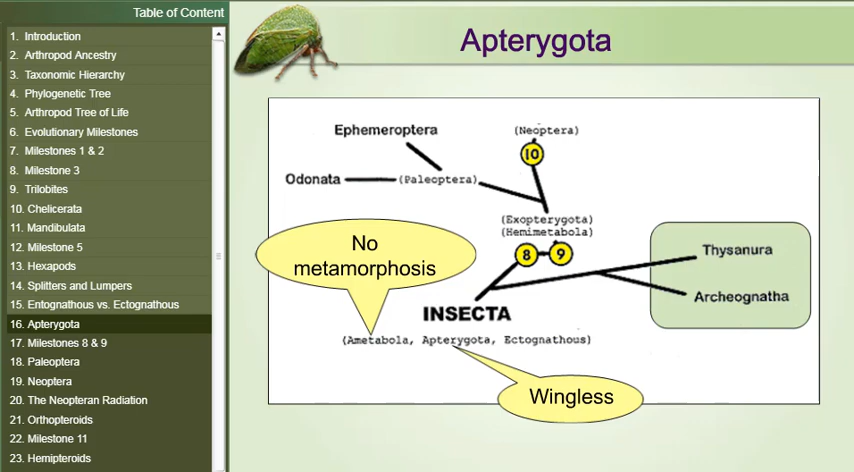 Table of Content
1. Introduction
2. Arthropod Ancestry
3. Taxonomic Hierarchy
4. Phylogenetic Tree
5. Arthropod Tree of Life
6. Evolutionary Milestones
7. Milestones 1 & 2
8. Milestone 3
9. Trilobites
10. Chelicerata
11. Mandibulata
12. Milestone 5
13. Hexapods
14. Splitters and Lumpers
15. Entognathous vs. Ectognathous
16. Apterygota
17. Milestones 8 & 9
18. Paleoptera
19. Neoptera
20. The Neopteran Radiation
21. Orthopteroids
22. Milestone 11
23. Hemipteroids
Apterygota
Ephemeroptera
(Neoptera)
10
Odonata
(Paleoptera)
(Exopterygota)
(Hemimetabola)
8
9
No
metamorphosis
Thysanura
Archeognatha
INSECTA
(Ametabola, Apterygota, Ectognathous)
Wingless